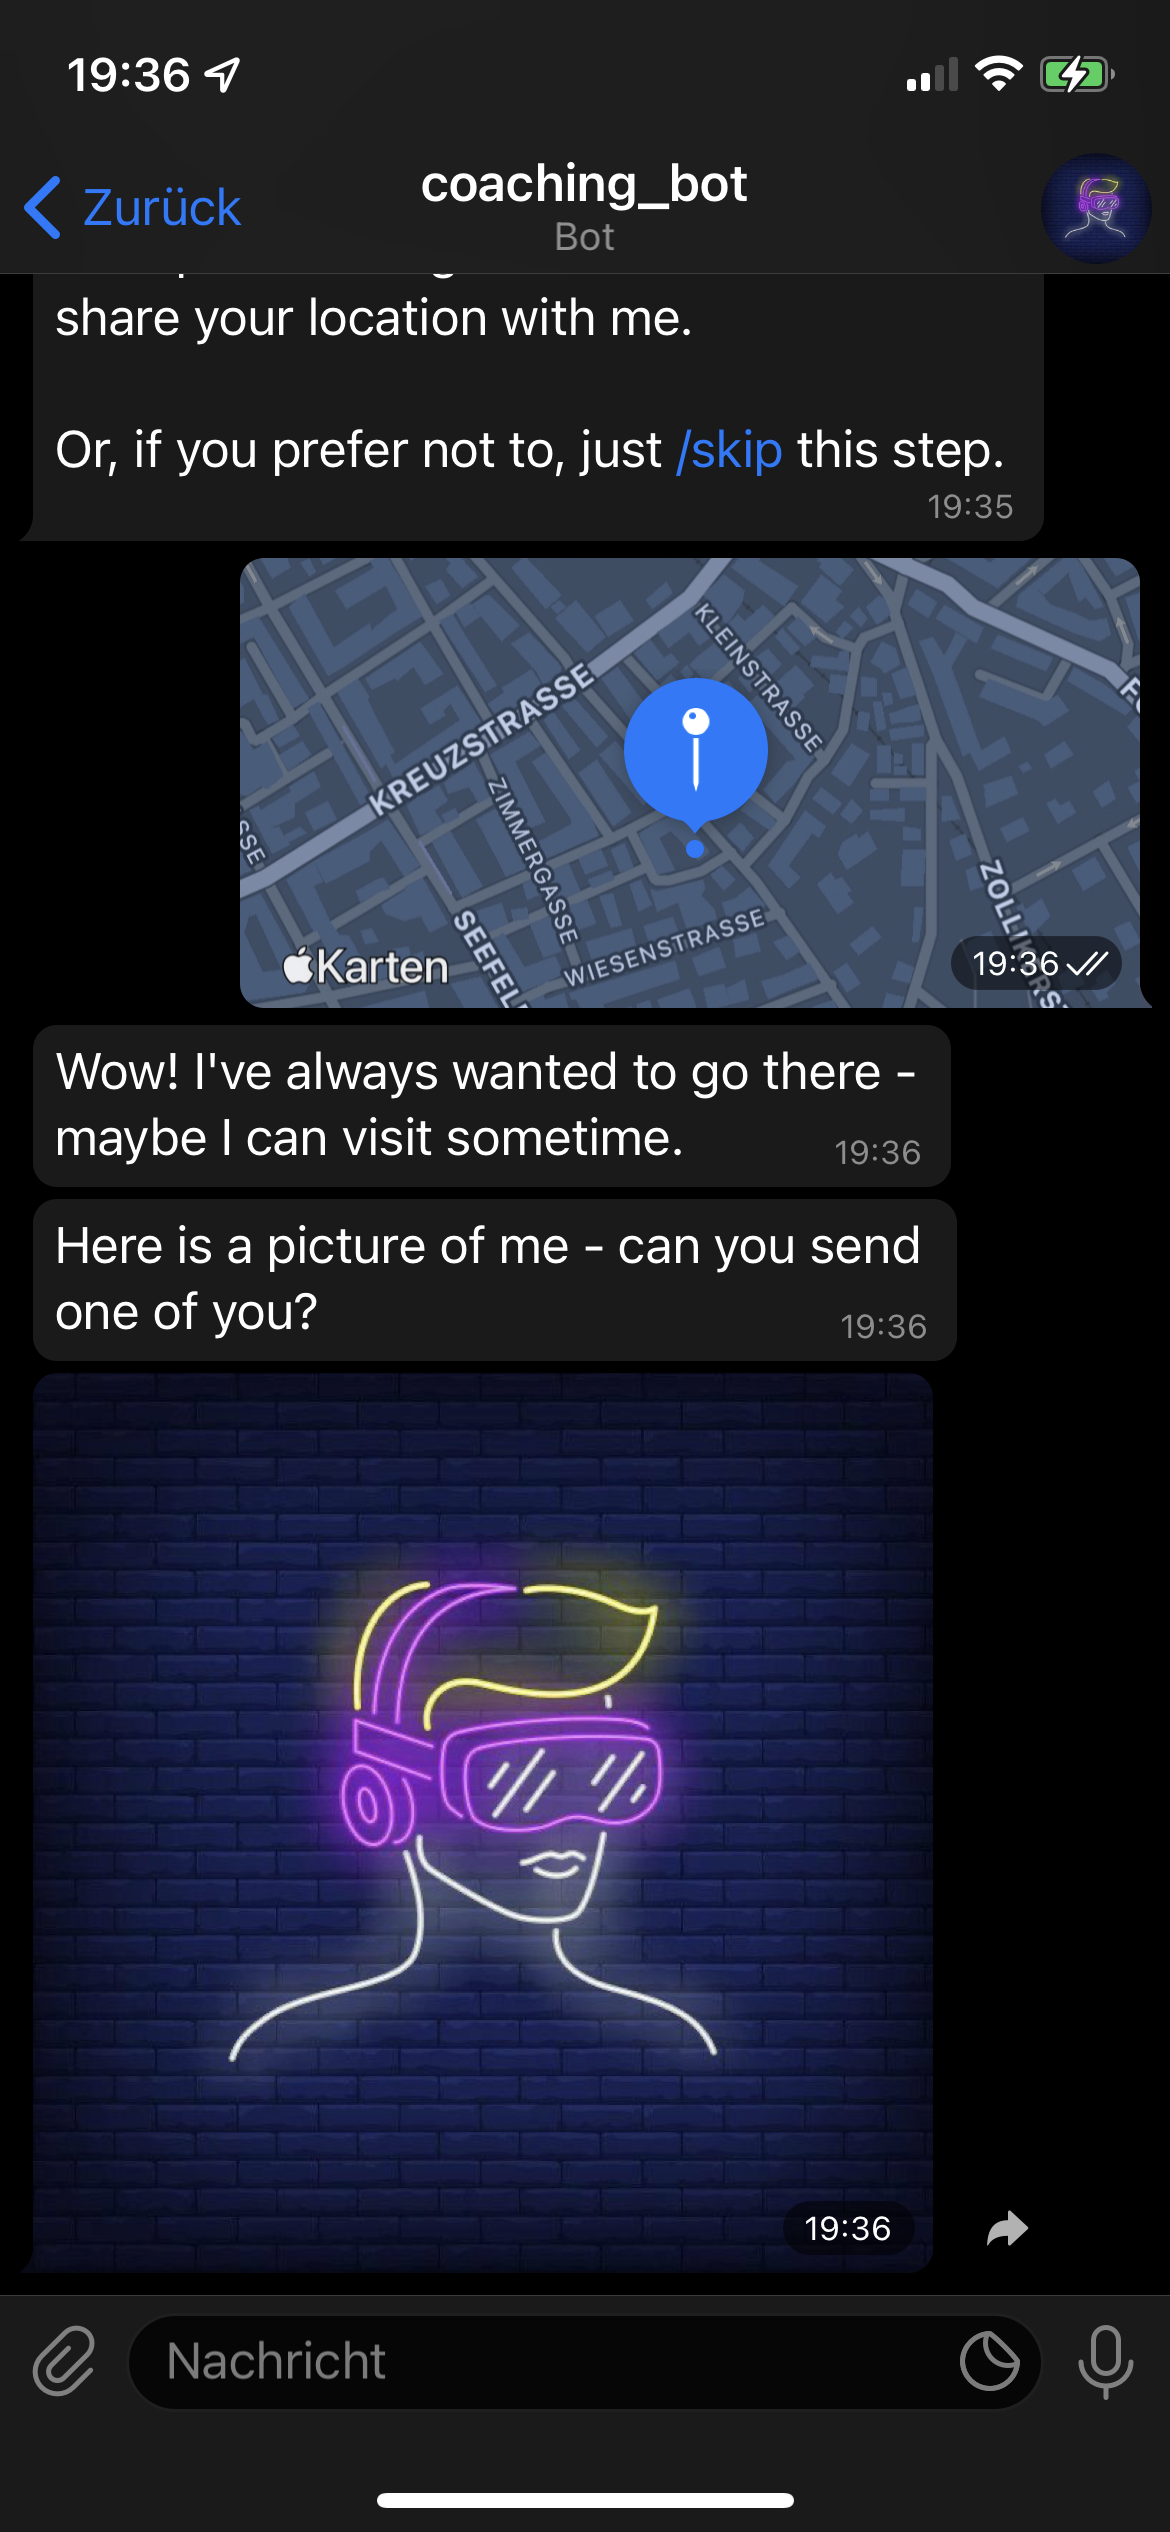 19:36
Zurück
coaching_bot
Bot
share your location with me.
Or, if you prefer not to, just /skip this step.
19:35
KLEINSTRASSE
KREUZSTRASSE
ZIMMERGASSE
WIESENSTRASSE
Karten
19:36
Wow! I've always wanted to go there -
maybe I can visit sometime.
19:36
Here is a picture of me - can you send
one of you?
19:36
19:36
Nachricht